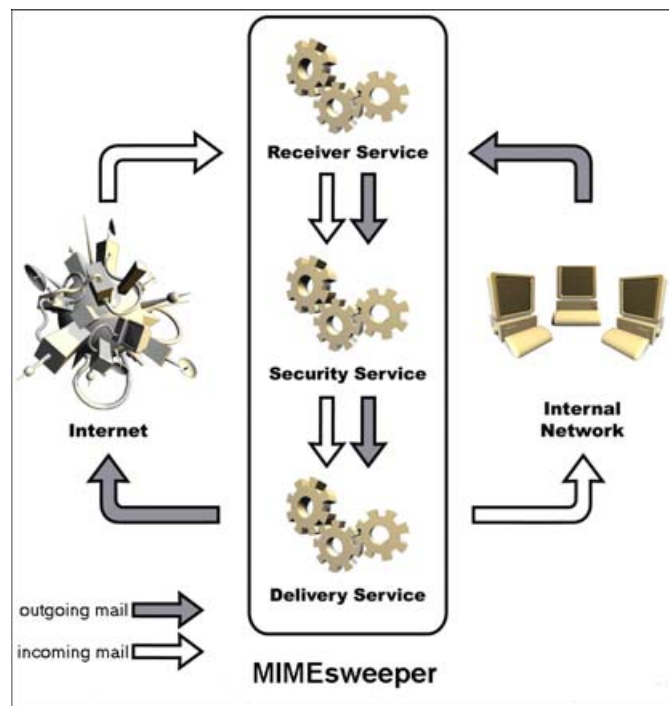 Receiver Service
Security Service
Internet
Internal
Network
Delivery Service
outgoing mail
incoming mail
MIMEsweeper